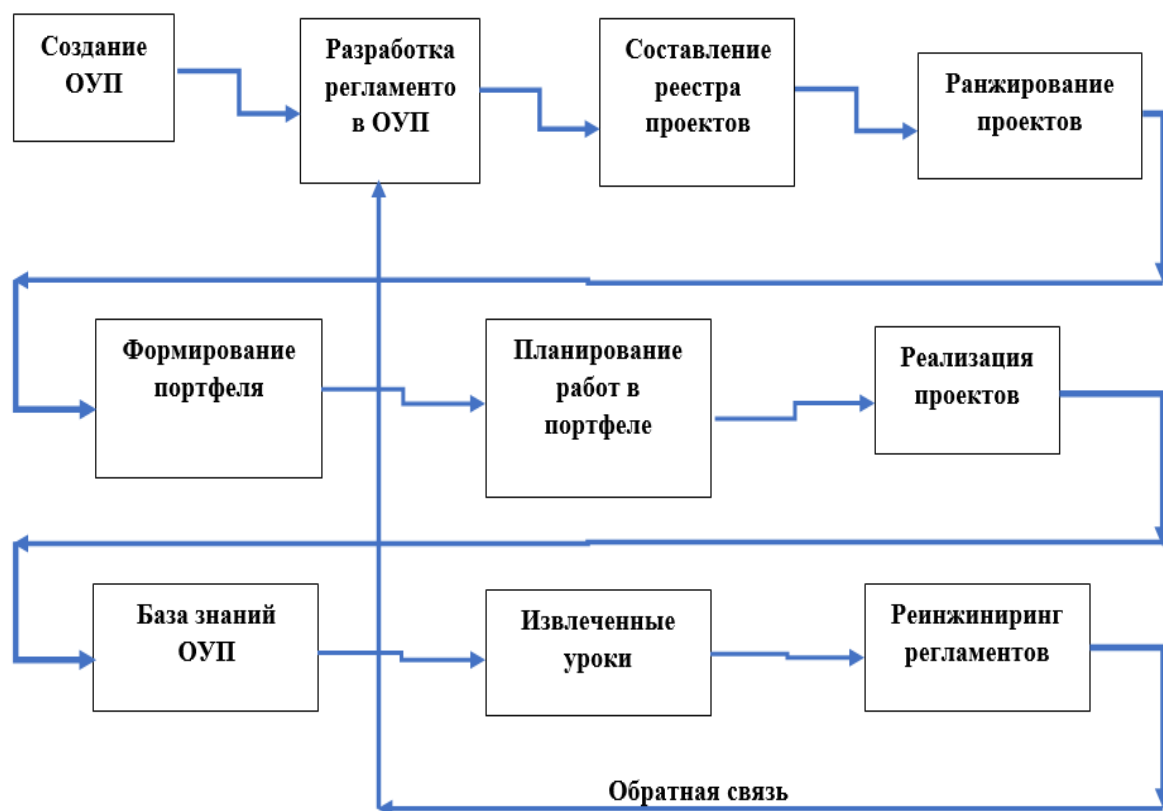 Создание
ОУП
Разработка
регламенто
в ОУП
Составление
реестра
проектов
Ранжирование
проектов
Формирование
портфеля
Планирование
работ в
портфеле
Реализация
проектов
База знаний
ОУП
Извлеченные
уроки
Реинжиниринг
регламентов
Обратная связь